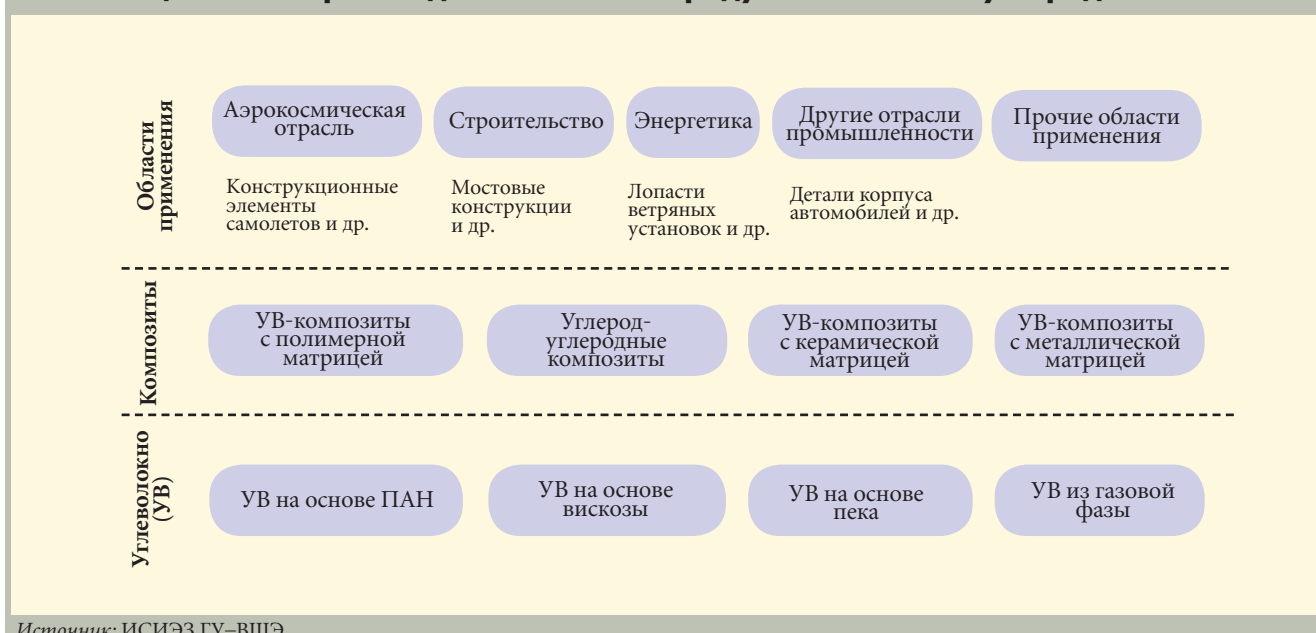 Области
применения
Аэрокосмическая
отрасль
Строительство
Энергетика
Другие отрасли
промышленности
Прочие области
применения
Конструкционные
элементы
самолетов и др.
Мостовые
конструкции
и др.
Лопасти
ветряных
установок и др.
Детали корпуса
автомобилей и др.
Композиты
УВ-композиты
с полимерной
матрицей
Углерод-
углеродные
композиты
УВ-композиты
с керамической
матрицей
УВ-композиты
с металлической
матрицей
Углеволокно
(УВ)
УВ на основе ПАН
УВ на основе
вискозы
УВ на основе
пека
УВ из газовой
фазы
Источник: ИСИЭЗ ГУ–ВШЭ